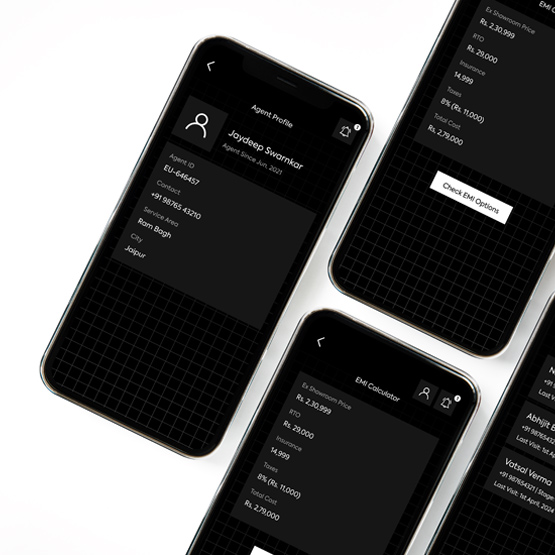 Agent Profile
Jaydeep Swarnkar
Agent Since Jun, 2021
Agent ID
EU-646457
Contact
+91 98765 43210
Service Area
Ram Bagh
City
Jaipur
EMI C
Ex Showroom Price
Rs. 2,30,999
RTO
Rs. 29,000
Insurance
14,999
Taxes
8% (Rs. 11,000)
Total Cost
Rs. 2,79,000
Check EMI Options
EMI Calculator
Ex Showroom Price
Rs. 2,30,999
RTO
Rs. 29,000
Insurance
14,999
Taxes
8% (Rs. 11,000)
Total Cost
Rs. 2,79,000
N
+91
Last V
Abhijit B
+91 98765432
Last Visit: 1st Ap
Vatsal Verma
+91 987654321 | Stage:
Last Visit: 1st April, 2024